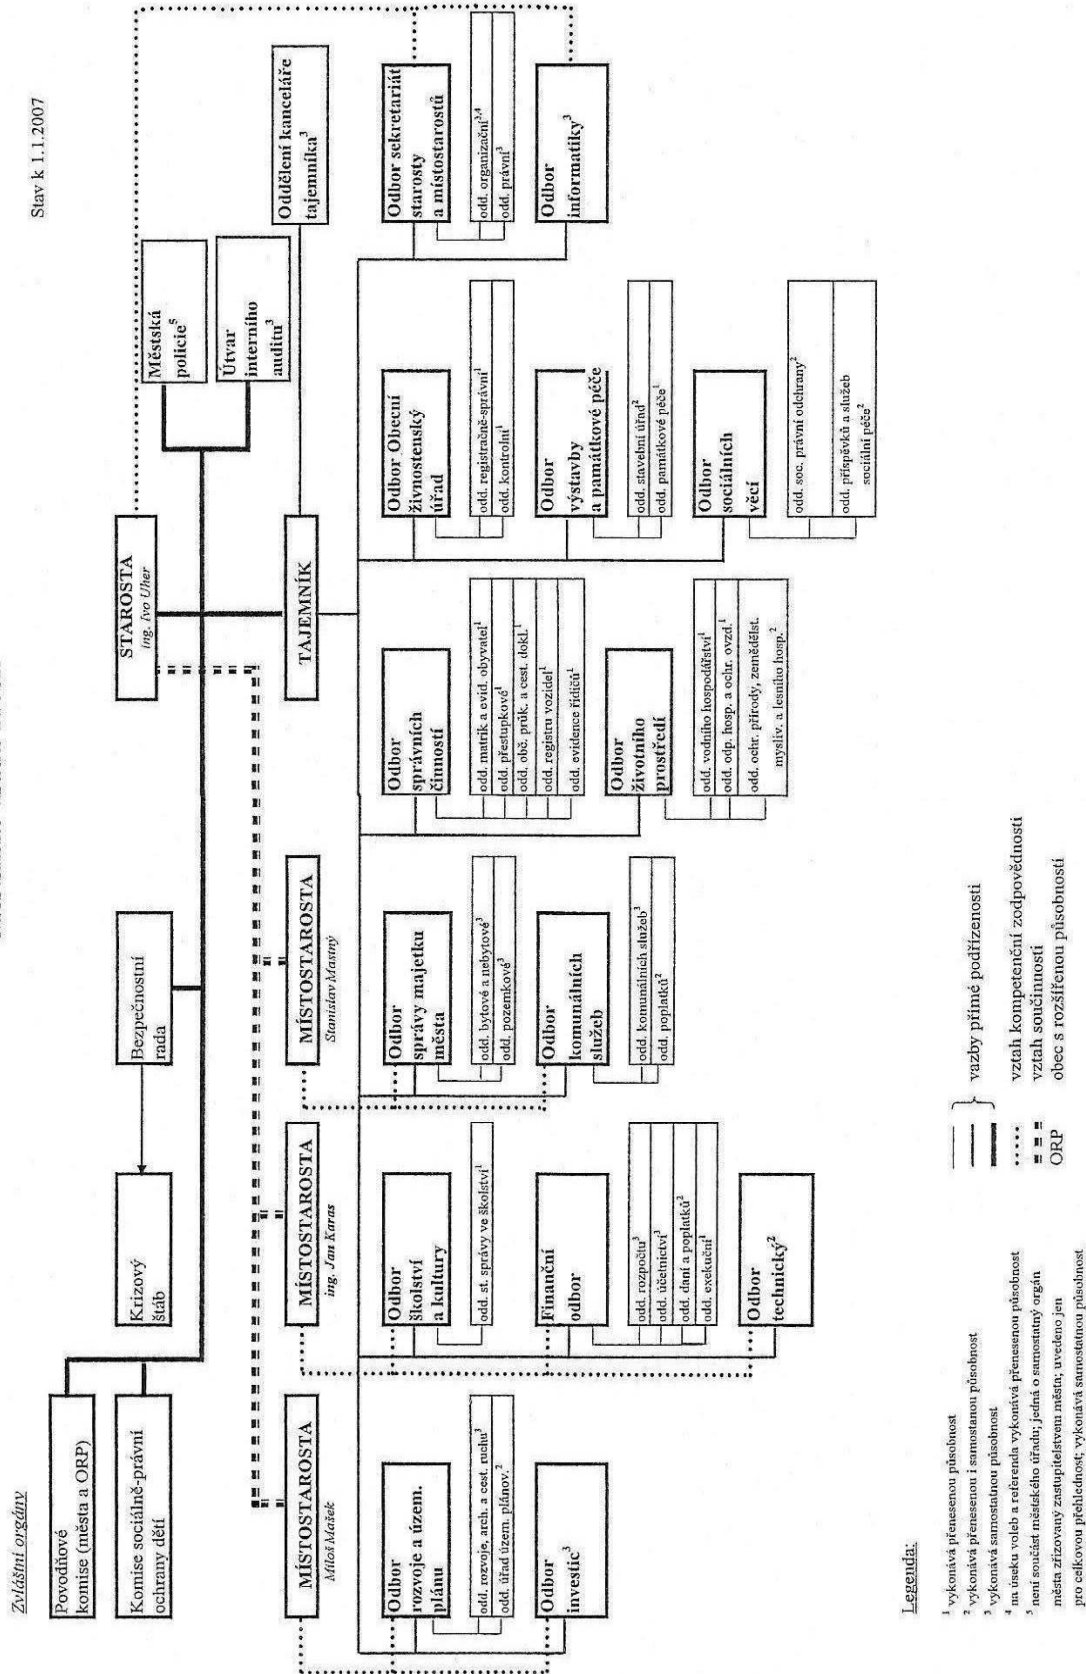 Stav k 1.1.2007
Zvláštní orgány
Povodňové
komise (města a ORP)
Komise sociálně-právní
ochrany dětí
Krizový
štáb
Bezpečnostní
rada
STAROSTA
ing. Ivo Uher
Městská
policie⁵
Útvar
interního
auditu³
MÍSTOSTAROSTA
Miloš Mašek
MÍSTOSTAROSTA
ing. Jan Karas
MÍSTOSTAROSTA
Stanislav Mastný
TAJEMNÍK
Oddělení kanceláře
tajemníka³
Odbor
rozvoje a územ.
plánu
odd. rozvoje, arch. a cest. ruchu³
odd. úřad územ. plánov.²
Odbor
investic³
Odbor
školství
a kultury
odd. st. správy ve školství¹
Finanční
odbor
odd. rozpočtu³
odd. účetnictví³
odd. daní a poplatků²
odd. exekuční¹
Odbor
technický²
Odbor
správy majetku
města
odd. bytové a nebytové³
odd. pozemkové³
Odbor
komunálních
služeb
odd. komunálních služeb³
odd. poplatků²
Odbor
správních
činností
odd. matrik a evid. obyvatel¹
odd. přestupkové¹
odd. obč. průk. a cest. dokl.¹
odd. registru vozidel¹
odd. evidence řidičů¹
Odbor
životního
prostředí
odd. vodního hospodářství¹
odd. odp. hosp. a ochr. ovzd.¹
odd. ochr. přírody, zemědělst.
mysliv. a lesního hosp.²
Odbor Obecní
živnostenský
úřad
odd. registračně-správní¹
odd. kontrolní¹
Odbor
výstavby
a památkové péče
odd. stavební úřad²
odd. památkové péče¹
Odbor
sociálních
věcí
odd. soc. právní odchrany²
odd. příspěvků a služeb
sociální péče²
Odbor sekretariát
starosty
a místostarostů
odd. organizační³,⁴
odd. právní³
Odbor
informatiky³
Legenda:
¹ vykonává přenesenou působnost
² vykonává přenesenou i samostanou působnost
³ vykonává samostatnou působnost
⁴ na úseku voleb a referenda vykonává přenesenou působnost
⁵ není součást městského úřadu; jedná o samostatný orgán
města zřizovaný zastupitelstvem města; uvedeno jen
pro celkovou přehlednost; vykonává samostatnou působnost
vazby přímé podřízenosti
vztah kompetenční zodpovědnosti
vztah součinnosti
ORP obec s rozšířenou působností